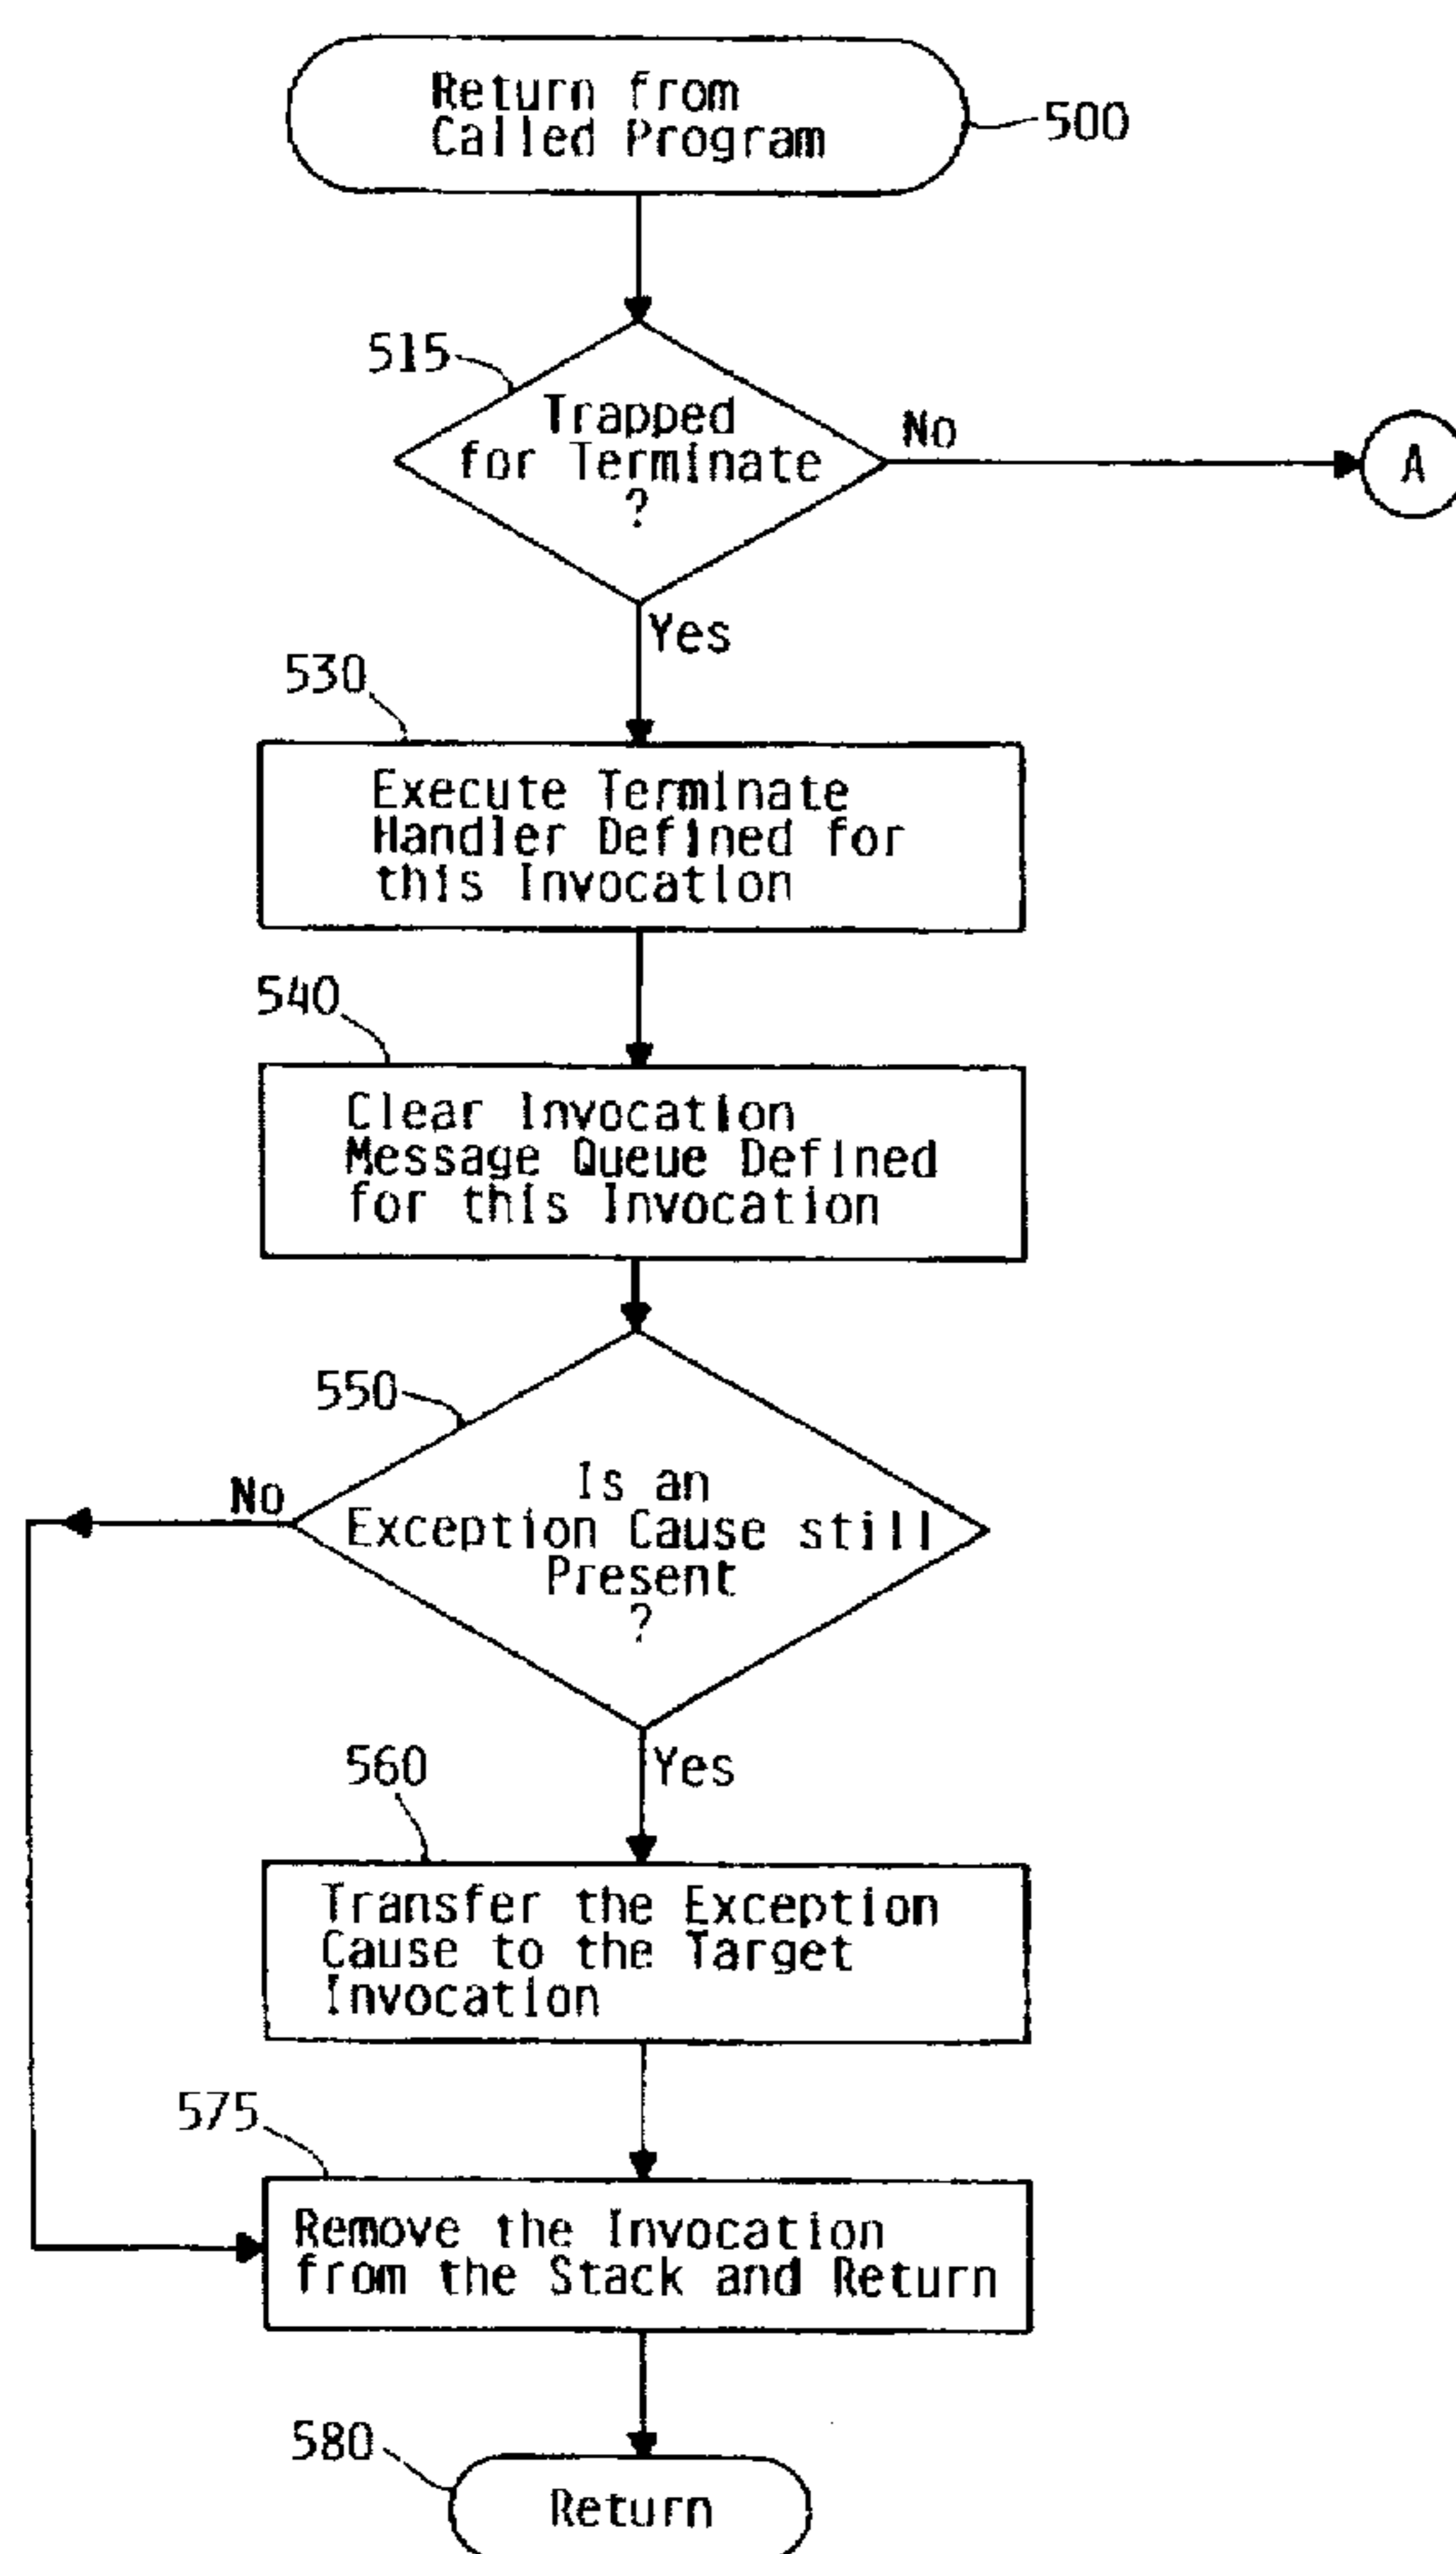 Return from
Called Program
500
515
Trapped
for Terminate
?
No
A
Yes
530
Execute Terminate
Handler Defined for
this Invocation
540
Clear Invocation
Message Queue Defined
for this Invocation
550
Is an
Exception Cause still
Present
?
No
Yes
560
Transfer the Exception
Cause to the Target
Invocation
575
Remove the Invocation
from the Stack and Return
580
Return